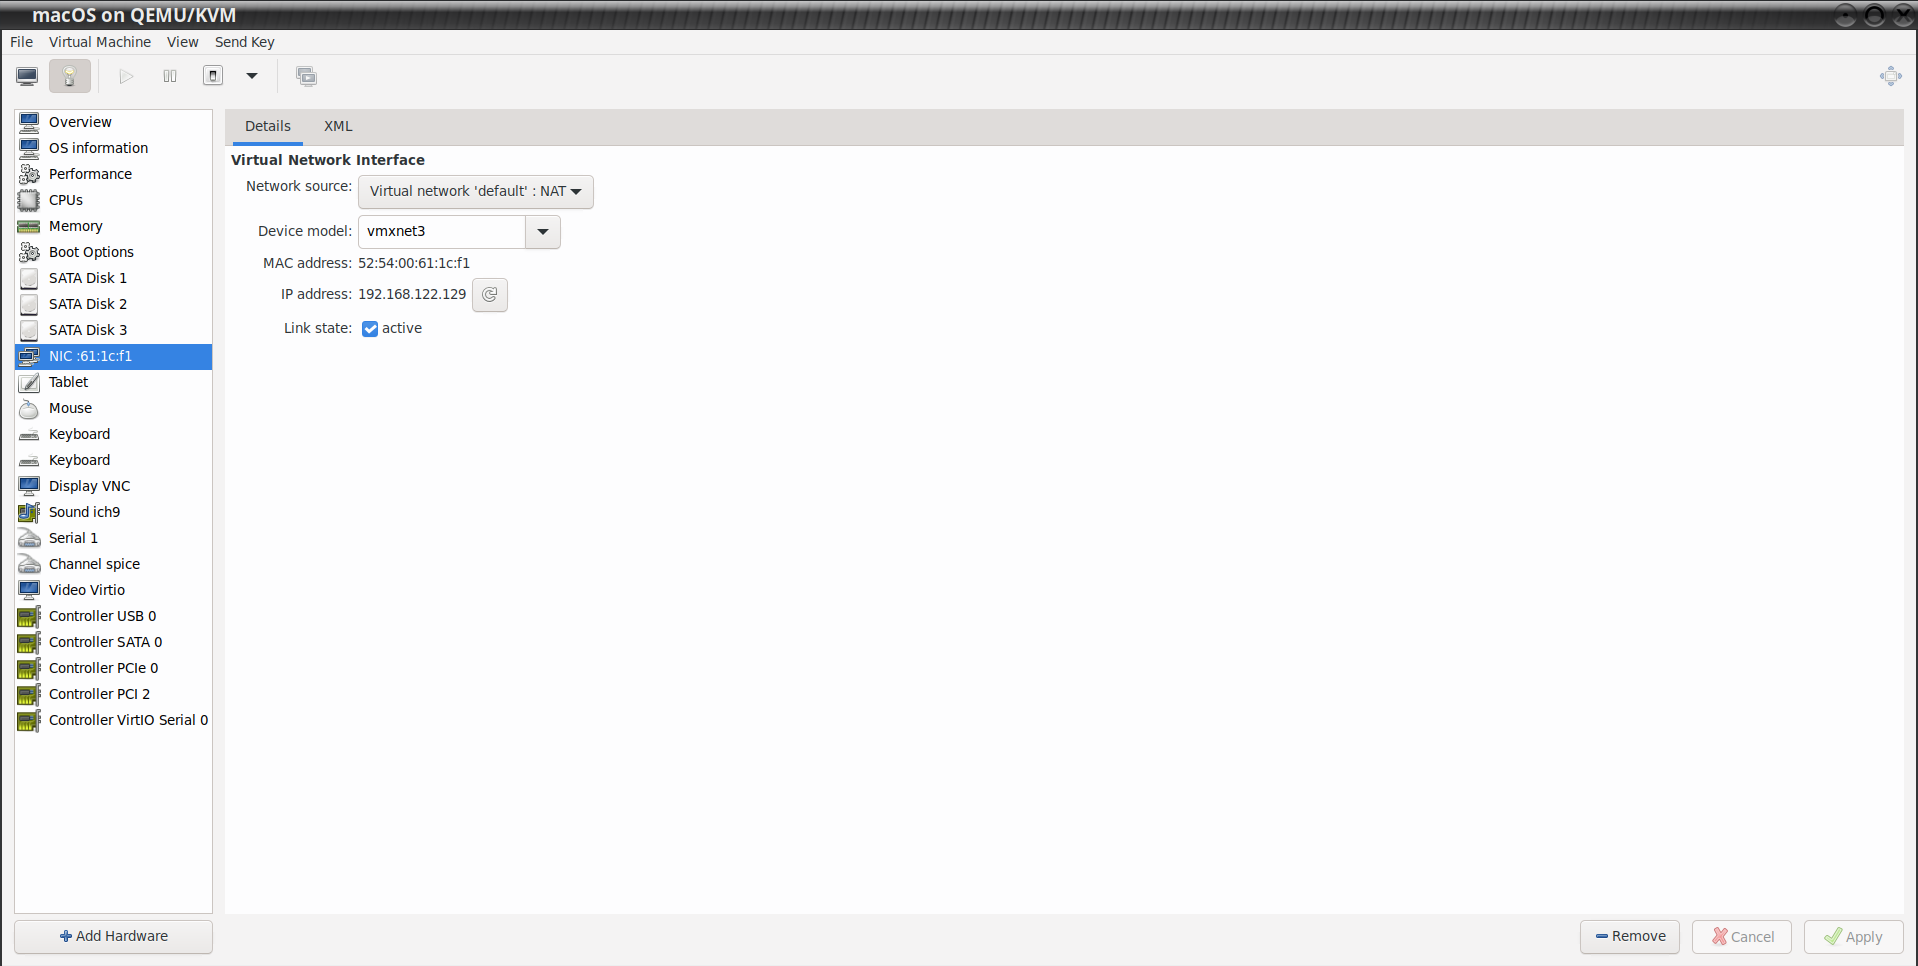 macOS on QEMU/KVM
File Virtual Machine View Send Key
Overview
OS information
Performance
CPUs
Memory
Boot Options
SATA Disk 1
SATA Disk 2
SATA Disk 3
NIC :61:1c:f1
Tablet
Mouse
Keyboard
Keyboard
Display VNC
Sound ich9
Serial 1
Channel spice
Video Virtio
Controller USB 0
Controller SATA 0
Controller PCIe 0
Controller PCI 2
Controller VirtIO Serial 0
Add Hardware
Details XML
Virtual Network Interface
Network source: Virtual network 'default' : NAT
Device model: vmxnet3
MAC address: 52:54:00:61:1c:f1
IP address: 192.168.122.129
Link state: active
Remove Cancel Apply